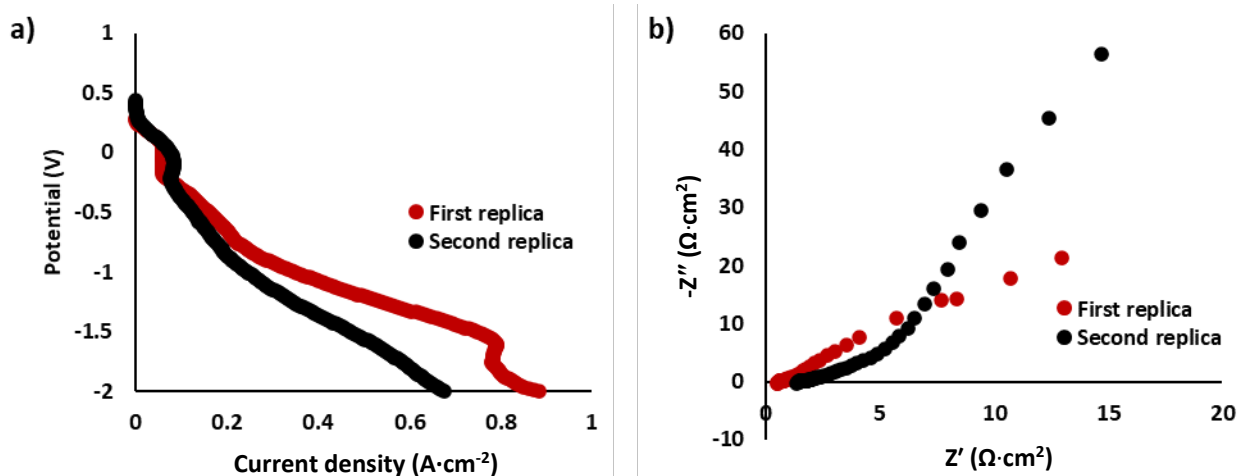 a)
1
0.5
0
-0.5
-1
-1.5
-2
Potential (V)
0
0.2
0.4
0.6
0.8
1
Current density (A·cm⁻²)
First replica
Second replica
b)
60
50
40
30
20
10
0
-10
-Z″ (Ω·cm²)
0
5
10
15
20
Z′ (Ω·cm²)
First replica
Second replica